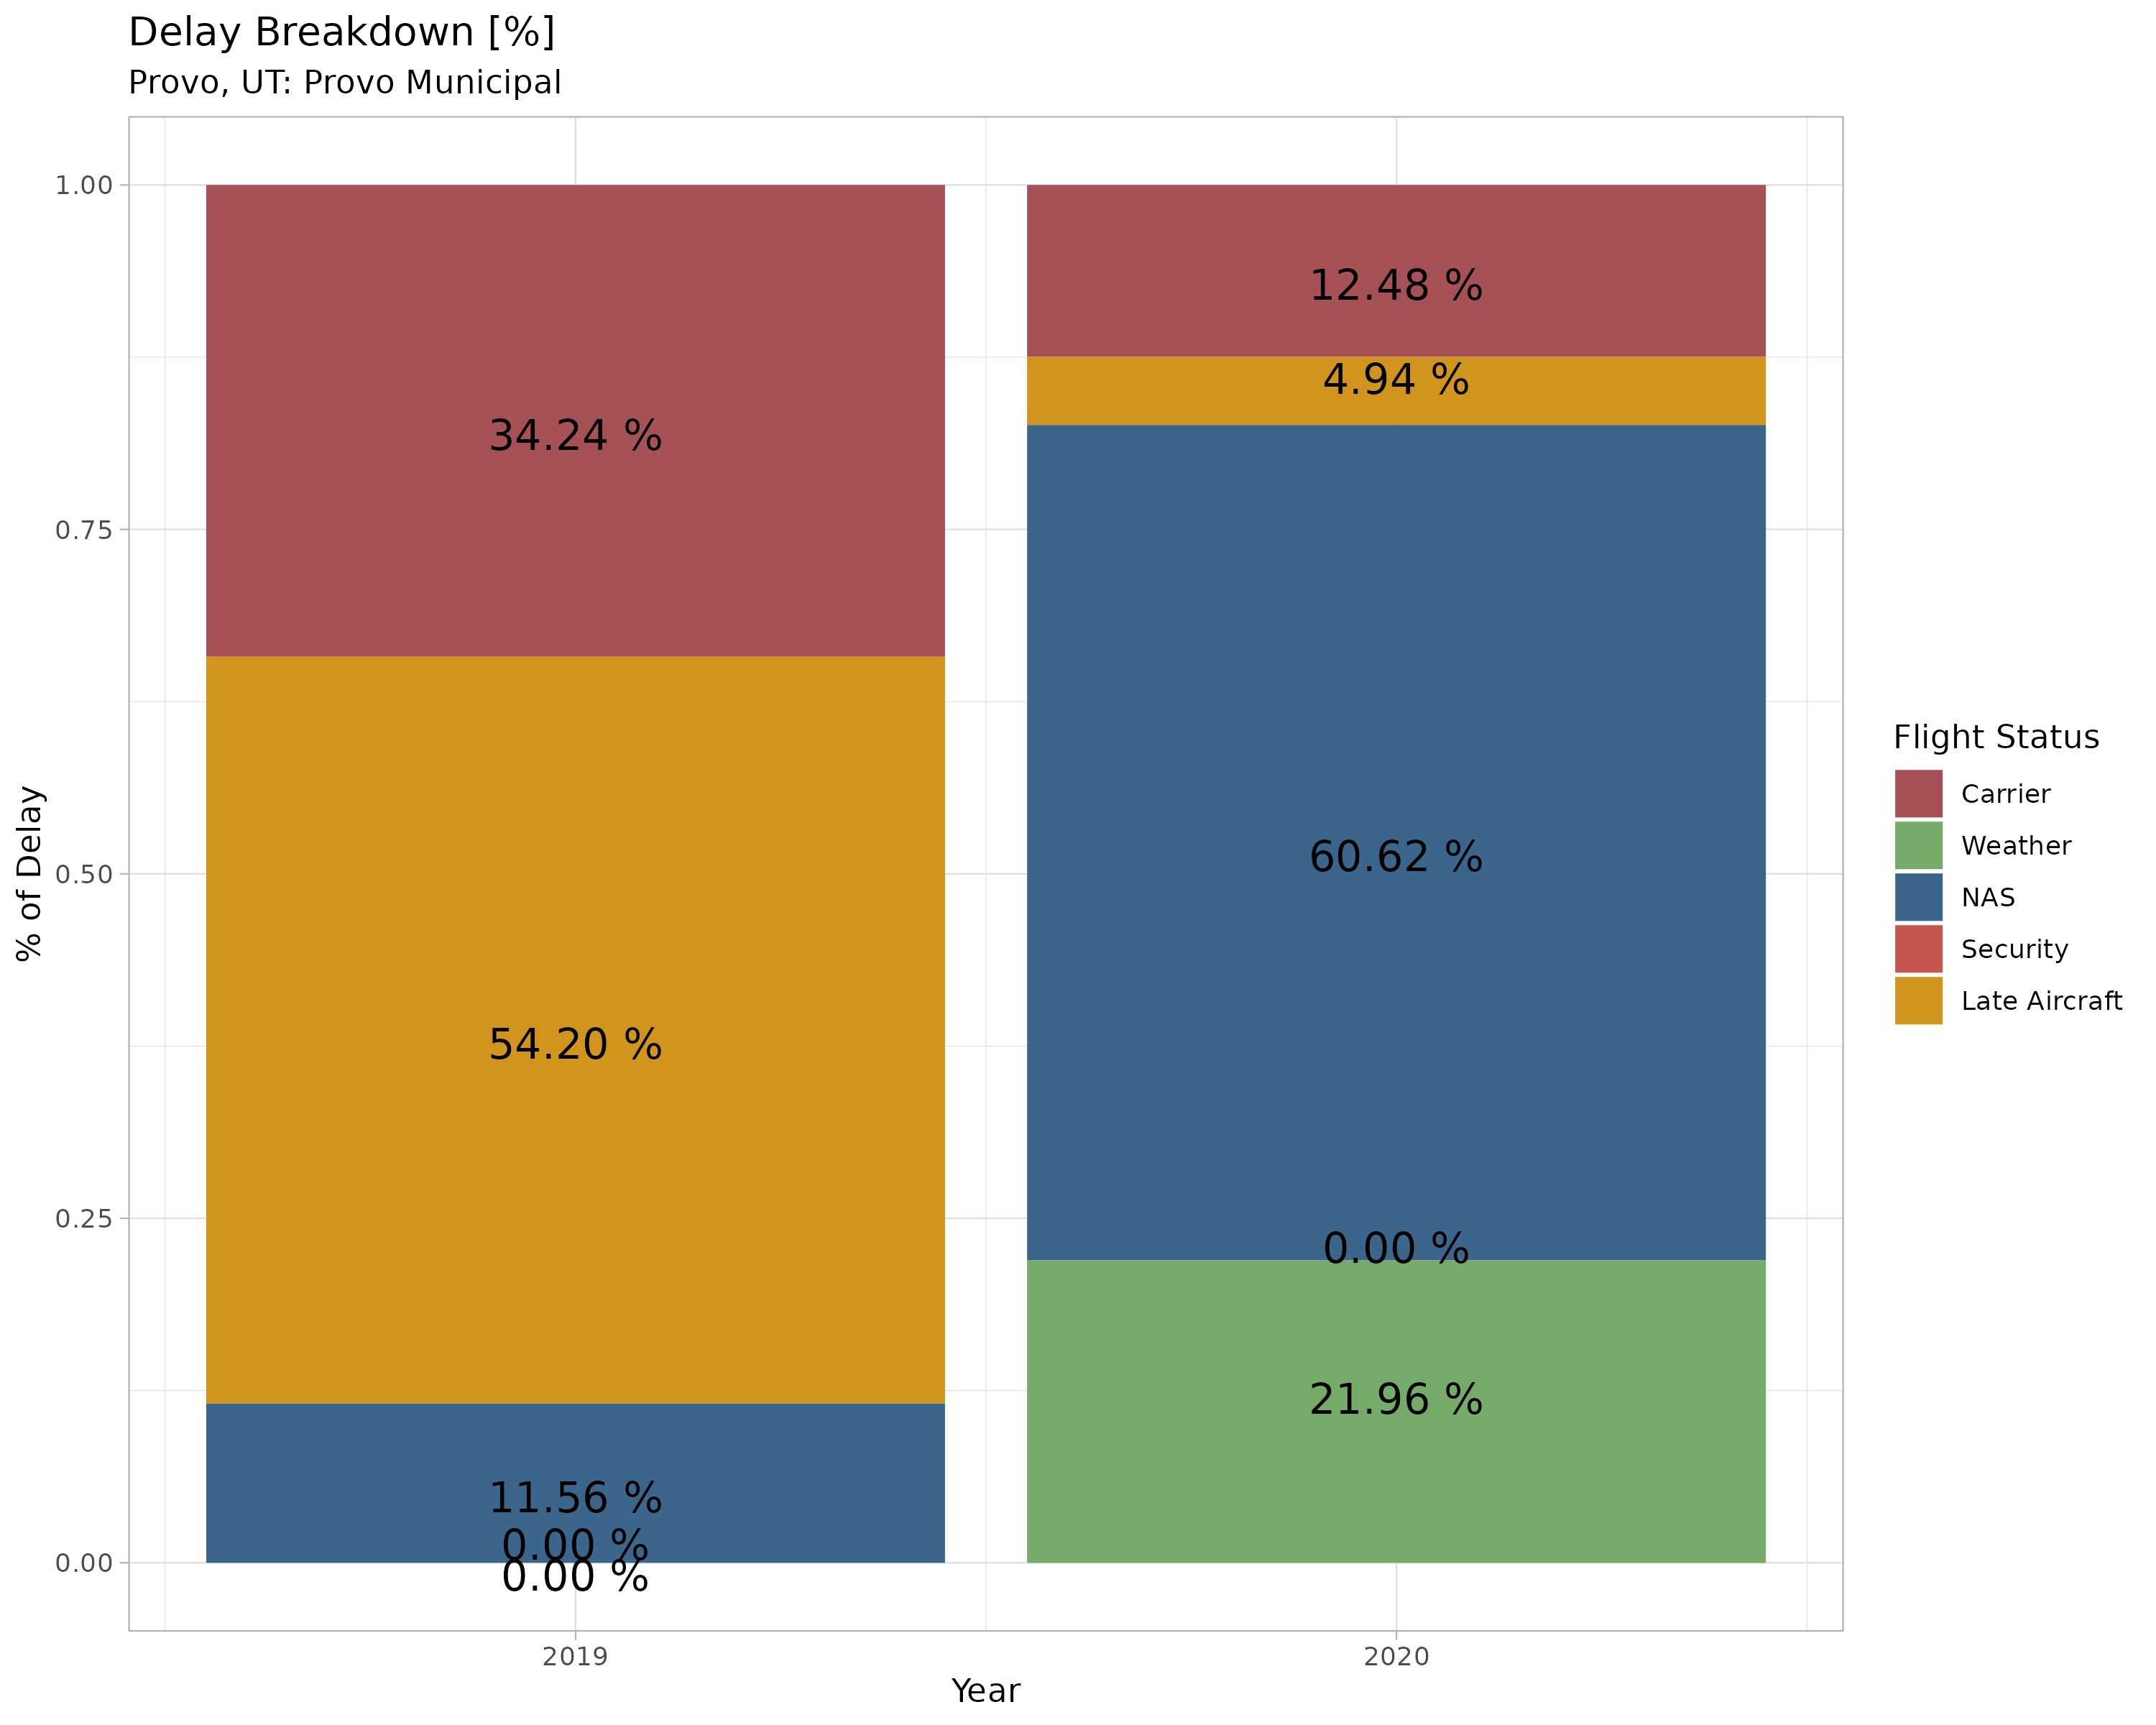 Delay Breakdown [%]
Provo, UT: Provo Municipal
% of Delay
1.00
0.75
0.50
0.25
0.00
34.24 %
54.20 %
11.56 %
0.00 %
0.00 %
12.48 %
4.94 %
60.62 %
0.00 %
21.96 %
2019
2020
Year
Flight Status
Carrier
Weather
NAS
Security
Late Aircraft